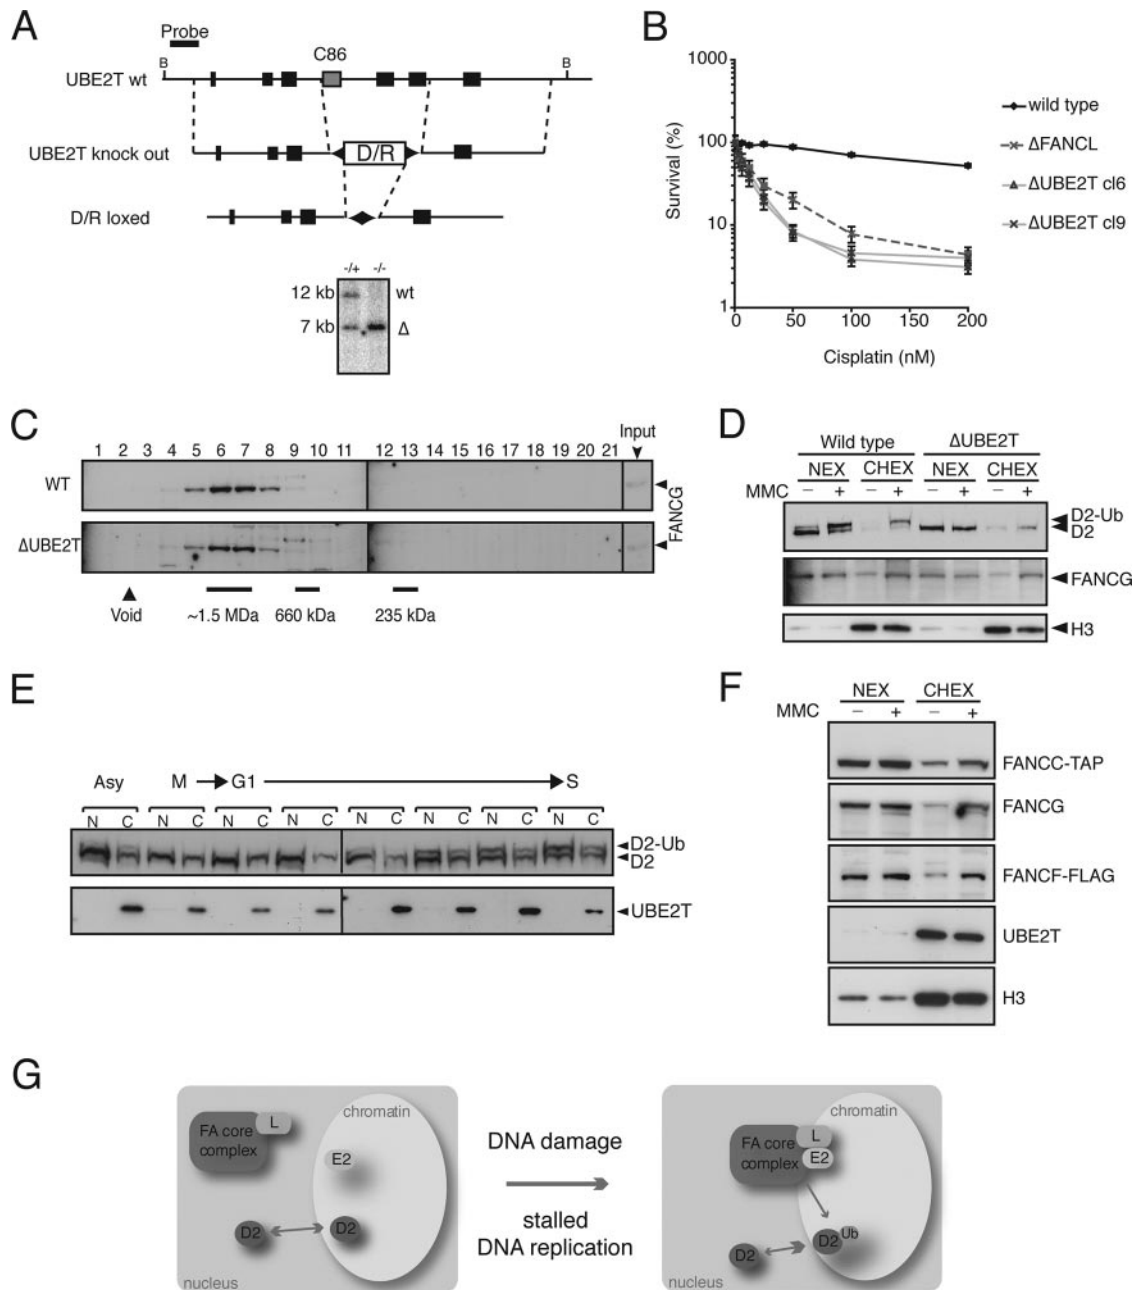 A
Probe
B
C86
B
UBE2T wt
UBE2T knock out
D/R
D/R loxed
-/+ -/-
12 kb
wt
7 kb
Δ
B
Survival (%)
1000
100
10
1
0 50 100 150 200
Cisplatin (nM)
wild type
ΔFANCL
ΔUBE2T cl6
ΔUBE2T cl9
C
1 2 3 4 5 6 7 8 9 10 11 12 13 14 15 16 17 18 19 20 21
Input
WT
ΔUBE2T
FANCG
Void
~1.5 MDa
660 kDa
235 kDa
D
Wild type ΔUBE2T
NEX CHEX NEX CHEX
MMC − + − + − + − +
D2-Ub
D2
FANCG
H3
E
Asy M G1 S
N C N C N C N C N C N C N C N C
D2-Ub
D2
UBE2T
F
NEX CHEX
MMC − + − +
FANCC-TAP
FANCG
FANCF-FLAG
UBE2T
H3
G
FA core
complex
L
chromatin
E2
D2
D2
nucleus
DNA damage
stalled
DNA replication
FA core
complex
L
E2
chromatin
D2
Ub
D2
nucleus